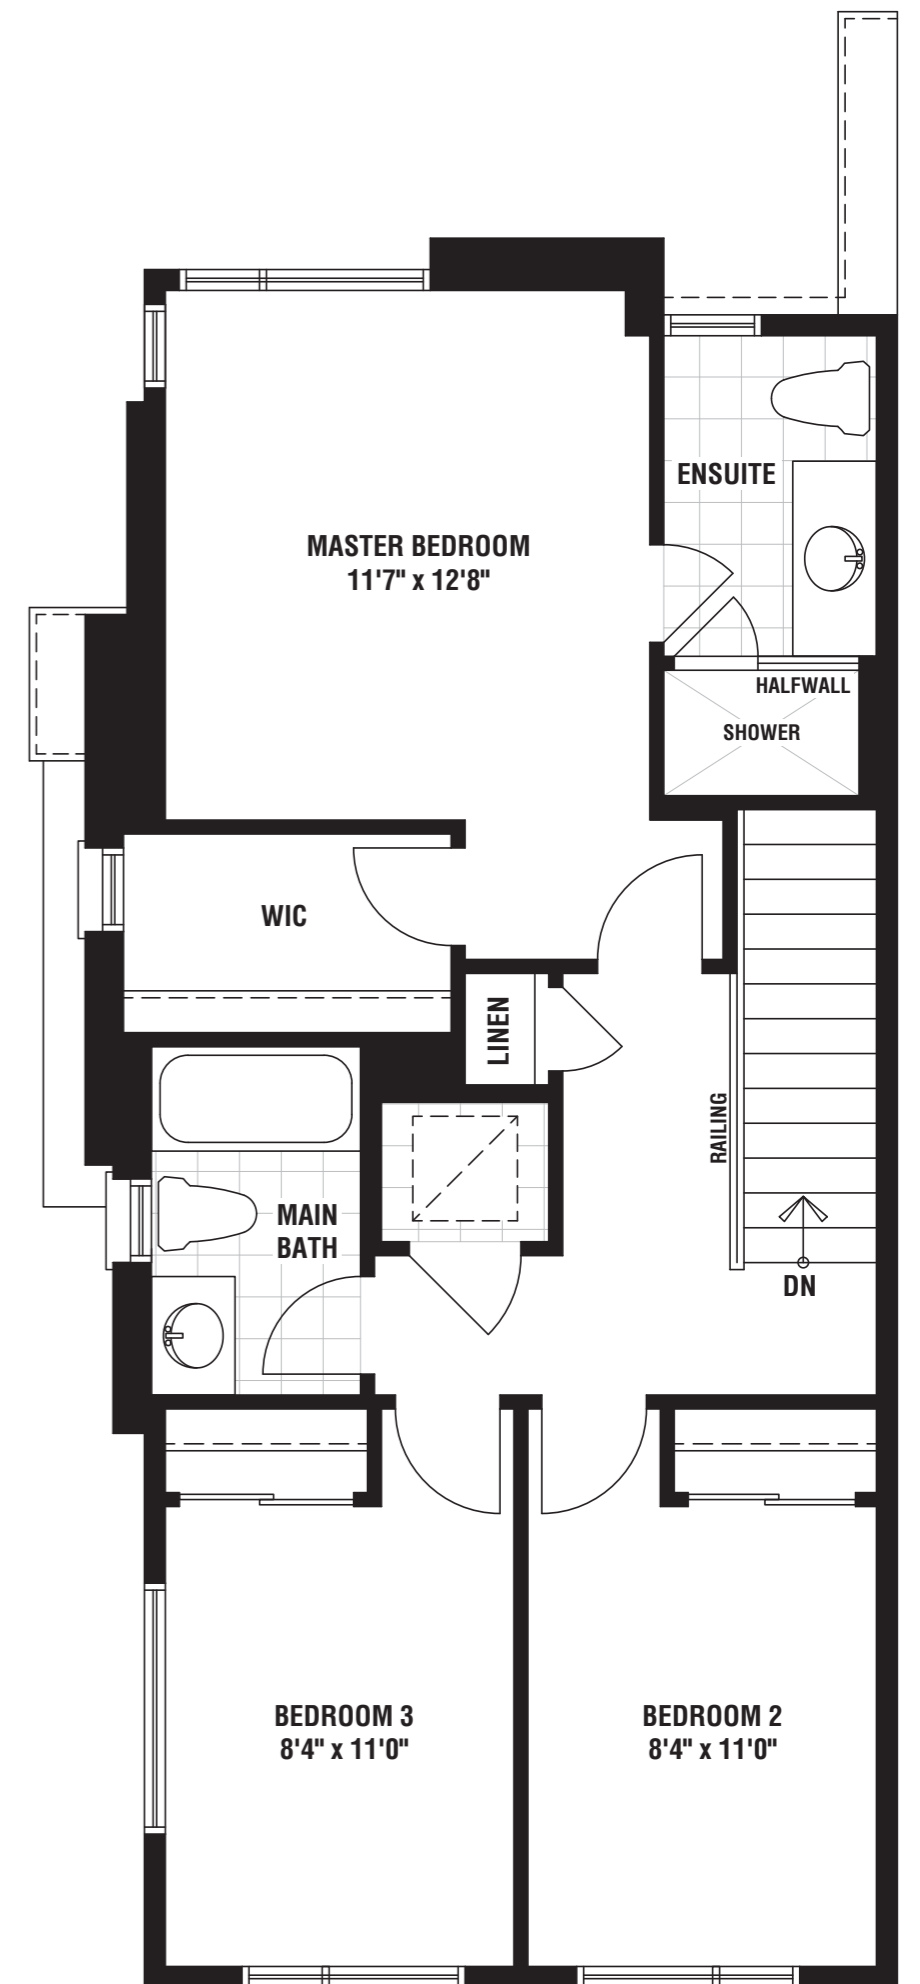 ENSUITE
MASTER BEDROOM
11'7" x 12'8"
HALFWALL
SHOWER
WIC
LINEN
RAILING
MAIN
BATH
DN
BEDROOM 3
8'4" x 11'0"
BEDROOM 2
8'4" x 11'0"